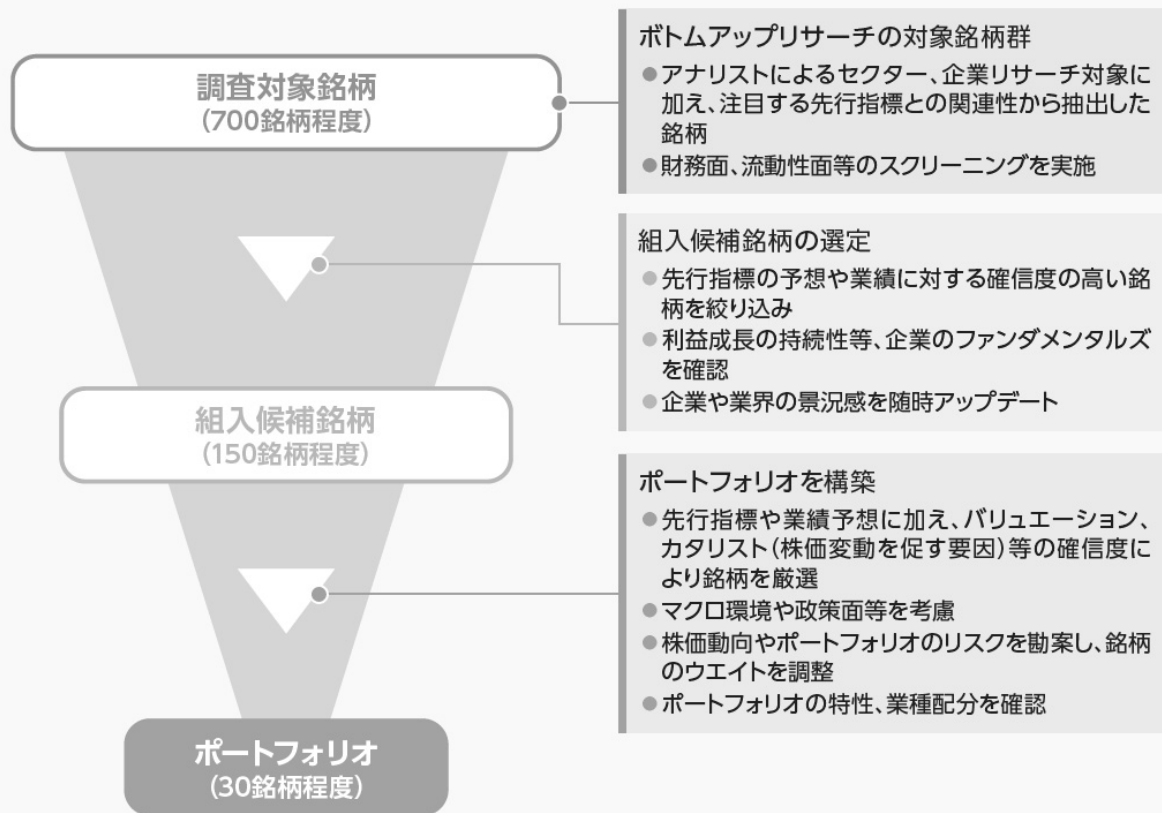 調査対象銘柄
(700銘柄程度)
ボトムアップリサーチの対象銘柄群
●アナリストによるセクター、企業リサーチ対象に
加え、注目する先行指標との関連性から抽出した
銘柄
●財務面、流動性面等のスクリーニングを実施
組入候補銘柄の選定
●先行指標の予想や業績に対する確信度の高い銘
柄を絞り込み
●利益成長の持続性等、企業のファンダメンタルズ
を確認
●企業や業界の景況感を随時アップデート
組入候補銘柄
(150銘柄程度)
ポートフォリオを構築
●先行指標や業績予想に加え、バリュエーション、
カタリスト(株価変動を促す要因)等の確信度に
より銘柄を厳選
●マクロ環境や政策面等を考慮
●株価動向やポートフォリオのリスクを勘案し、銘柄
のウエイトを調整
●ポートフォリオの特性、業種配分を確認
ポートフォリオ
(30銘柄程度)